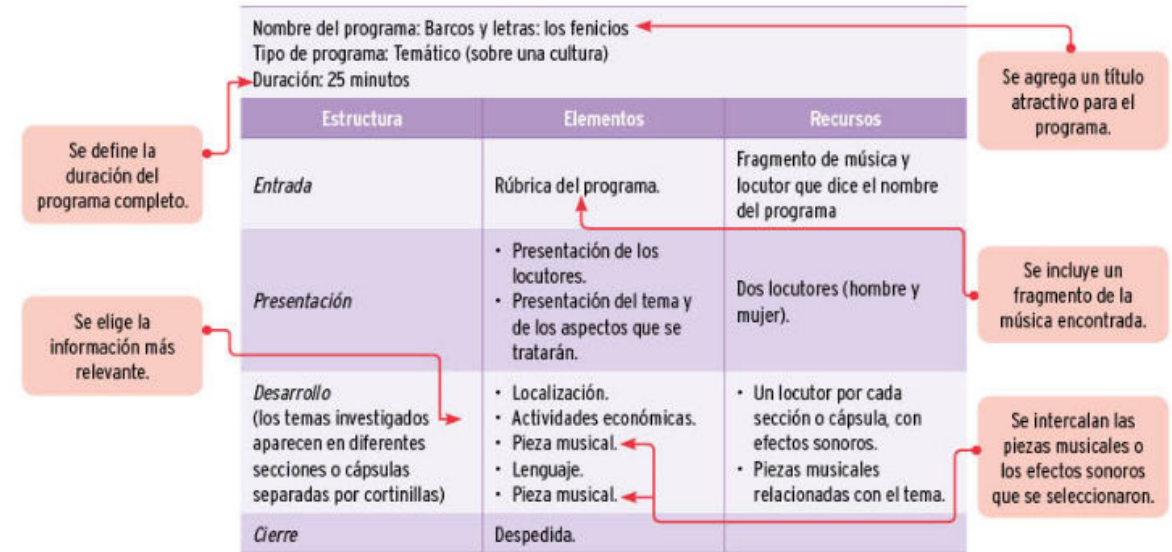 Nombre del programa: Barcos y letras: los fenicios
Tipo de programa: Temático (sobre una cultura)
Duración: 25 minutos
Se agrega un título
atractivo para el
programa.
Se define la
duración del
programa completo.
Estructura
Elementos
Recursos
Entrada
Rúbrica del programa.
Fragmento de música y
locutor que dice el nombre
del programa
Presentación
• Presentación de los
locutores.
• Presentación del tema y
de los aspectos que se
tratarán.
Dos locutores (hombre y
mujer).
Se incluye un
fragmento de la
música encontrada.
Se elige la
información más
relevante.
Desarrollo
(los temas investigados
aparecen en diferentes
secciones o cápsulas
separadas por cortinillas)
• Localización.
• Actividades económicas.
• Pieza musical.
• Lenguaje.
• Pieza musical.
• Un locutor por cada
sección o cápsula, con
efectos sonoros.
• Piezas musicales
relacionadas con el tema.
Se intercalan las
piezas musicales o
los efectos sonoros
que se seleccionaron.
Cierre
Despedida.